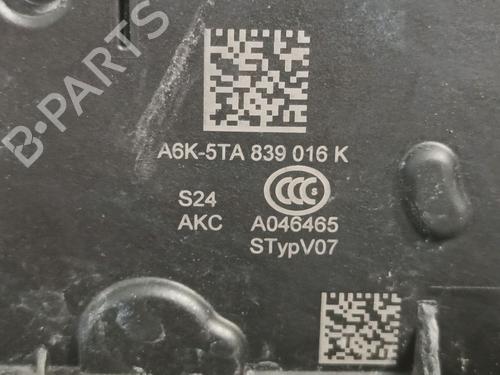 B-PARTS
A6K-5TA 839 016 K
S24
CCC S
AKC A046465
STypV07